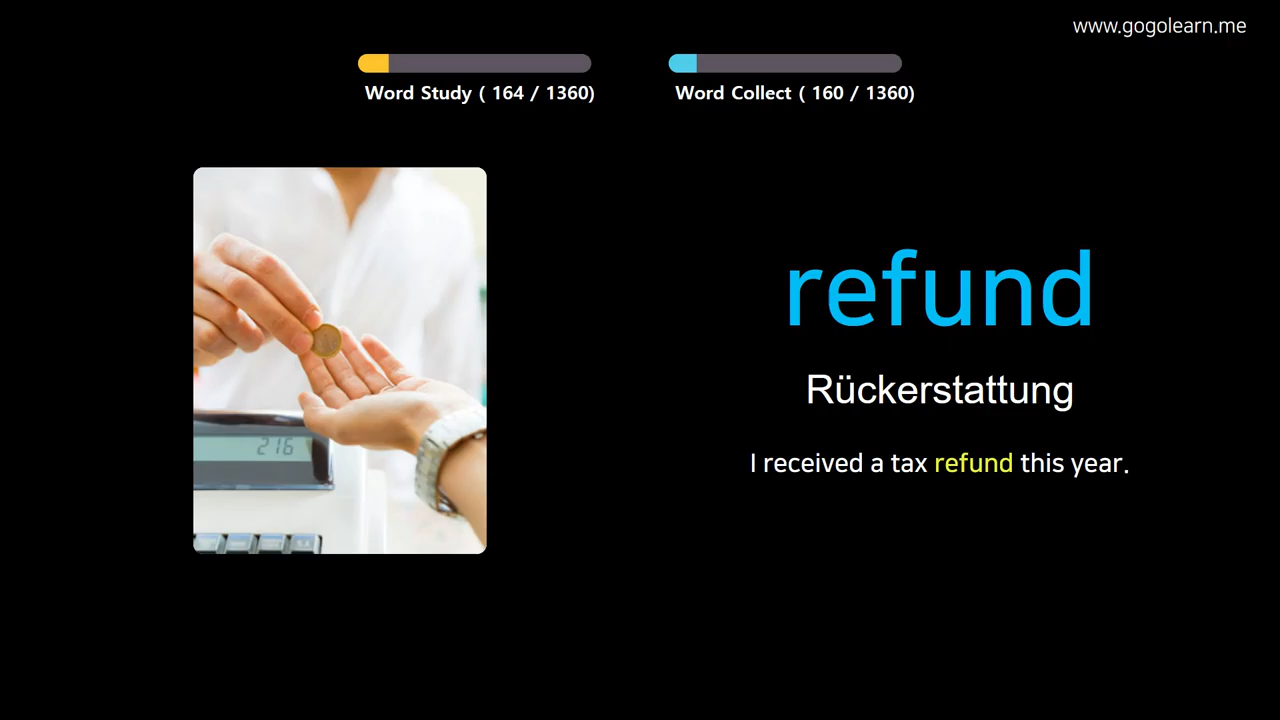 www.gogolearn.me
Word Study ( 164 / 1360)
Word Collect ( 160 / 1360)
216
refund
Rückerstattung
I received a tax refund this year.